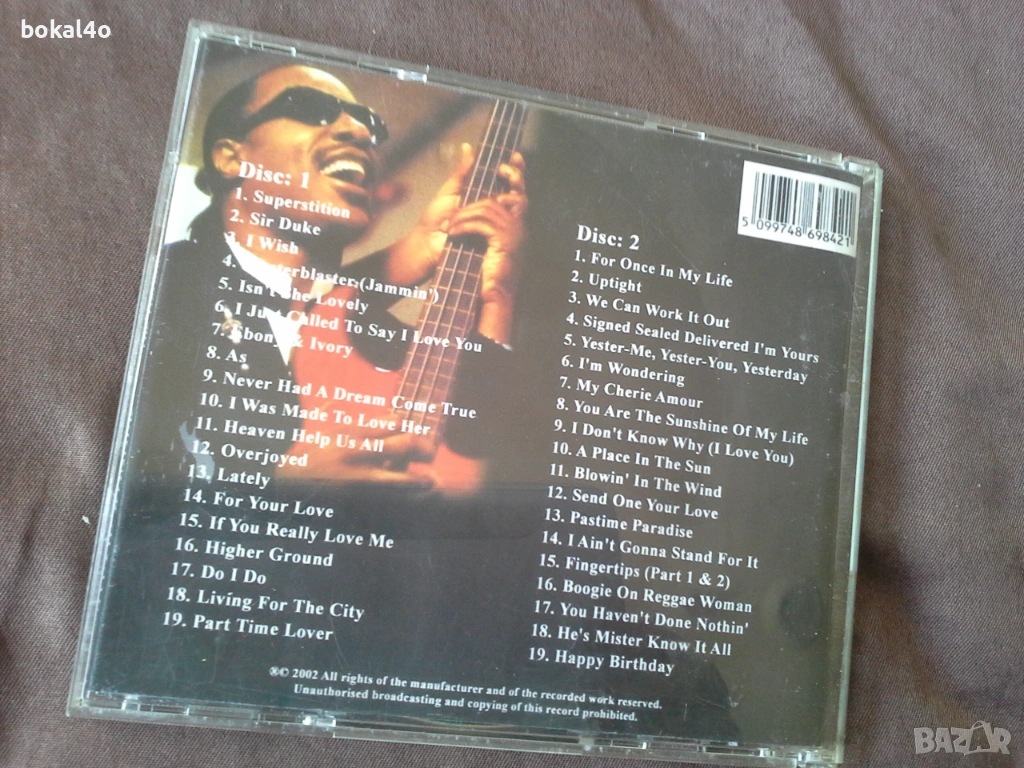 bokal4o
Disc: 1
1. Superstition
2. Sir Duke
3. I Wish
4. Masterblaster (Jammin')
5. Isn't She Lovely
6. I Just Called To Say I Love You
7. Ebony & Ivory
8. As
9. Never Had A Dream Come True
10. I Was Made To Love Her
11. Heaven Help Us All
12. Overjoyed
13. Lately
14. For Your Love
15. If You Really Love Me
16. Higher Ground
17. Do I Do
18. Living For The City
19. Part Time Lover
5 099748 698421
Disc: 2
1. For Once In My Life
2. Uptight
3. We Can Work It Out
4. Signed Sealed Delivered I'm Yours
5. Yester-Me, Yester-You, Yesterday
6. I'm Wondering
7. My Cherie Amour
8. You Are The Sunshine Of My Life
9. I Don't Know Why (I Love You)
10. A Place In The Sun
11. Blowin' In The Wind
12. Send One Your Love
13. Pastime Paradise
14. I Ain't Gonna Stand For It
15. Fingertips (Part 1 & 2)
16. Boogie On Reggae Woman
17. You Haven't Done Nothin'
18. He's Mister Know It All
19. Happy Birthday
®© 2002 All rights of the manufacturer and of the recorded work reserved.
Unauthorised broadcasting and copying of this record prohibited.
BAZAR